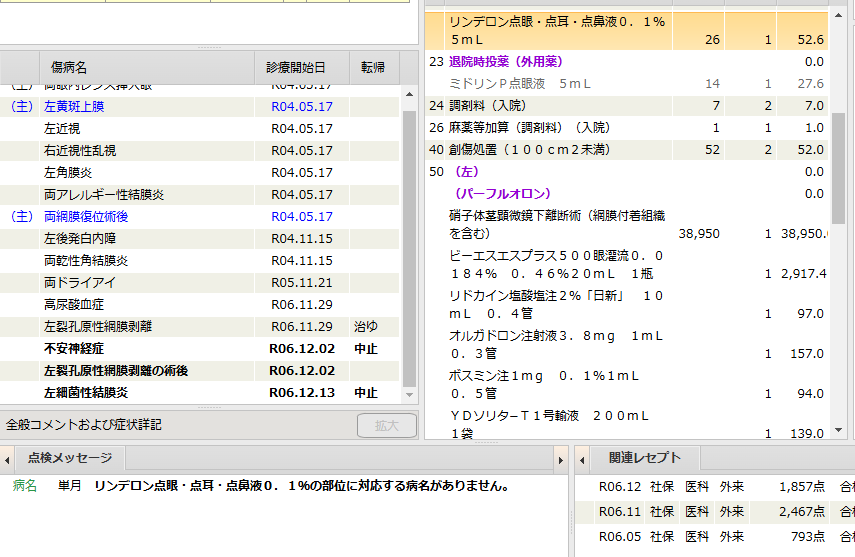 傷病名 診療開始日 転帰
(主) 両眼内レンズ挿入眼 R04.05.17
(主) 左黄斑上膜 R04.05.17
左近視 R04.05.17
右近視性乱視 R04.05.17
左角膜炎 R04.05.17
両アレルギー性結膜炎 R04.05.17
(主) 両網膜復位術後 R04.05.17
左後発白内障 R04.11.15
両乾性角結膜炎 R04.11.15
両ドライアイ R05.11.21
高尿酸血症 R06.11.29
左裂孔原性網膜剥離 R06.11.29 治ゆ
不安神経症 R06.12.02 中止
左裂孔原性網膜剥離の術後 R06.12.02
左細菌性結膜炎 R06.12.13 中止
全般コメントおよび症状詳記 拡大
リンデロン点眼・点耳・点鼻液0．1%
5mL 26 1 52.6
23 退院時投薬（外用薬） 0.0
ミドリンP点眼液 5mL 14 1 27.6
24 調剤料（入院） 7 2 7.0
26 麻薬等加算（調剤料）（入院） 1 1 1.0
40 創傷処置（１００ｃｍ２未満） 52 2 52.0
50 （左） 0.0
（パーフルオロン） 0.0
硝子体茎顕微鏡下離断術（網膜付着組織
を含む） 38,950 1 38,950.0
ビーエスエスプラス５００眼灌流０．０
１８４％ ０．４６％２０ｍＬ １瓶 1 2,917.4
リドカイン塩酸塩注２％「日新」 １０
ｍＬ ０．４管 1 97.0
オルガドロン注射液３．８ｍｇ １ｍＬ
０．３管 1 157.0
ボスミン注１ｍｇ ０．１％１ｍＬ
０．５管 1 94.0
ＹＤソリターＴ１号輸液 ２００ｍＬ
１袋 1 139.0
点検メッセージ
病名 単月 リンデロン点眼・点耳・点鼻液０．１％の部位に対応する病名がありません。
関連レセプト
R06.12 社保 医科 外来 1,857点
R06.11 社保 医科 外来 2,467点
R06.05 社保 医科 外来 793点